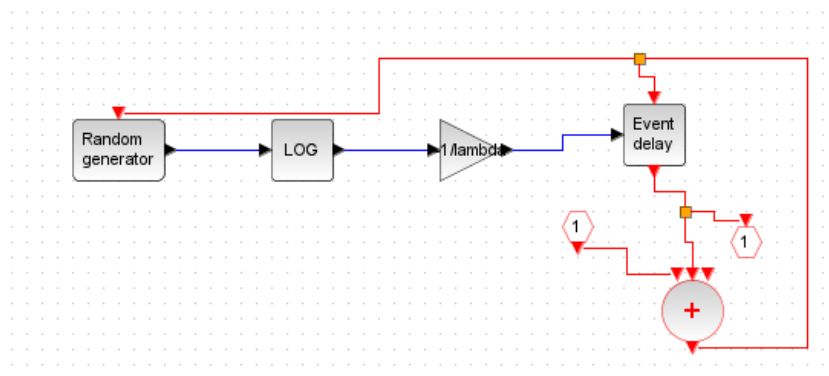 Random
generator
LOG
1/lambda
Event
delay
1
1
+